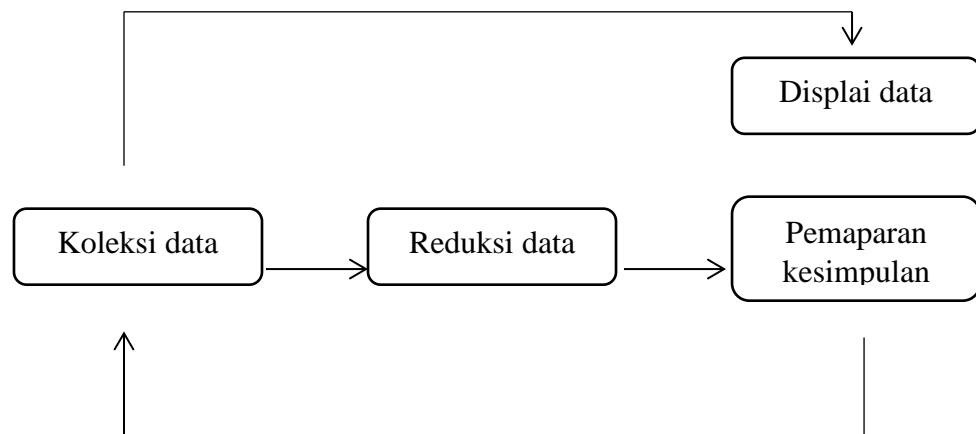 Displai data
Koleksi data
Reduksi data
Pemaparan
kesimpulan